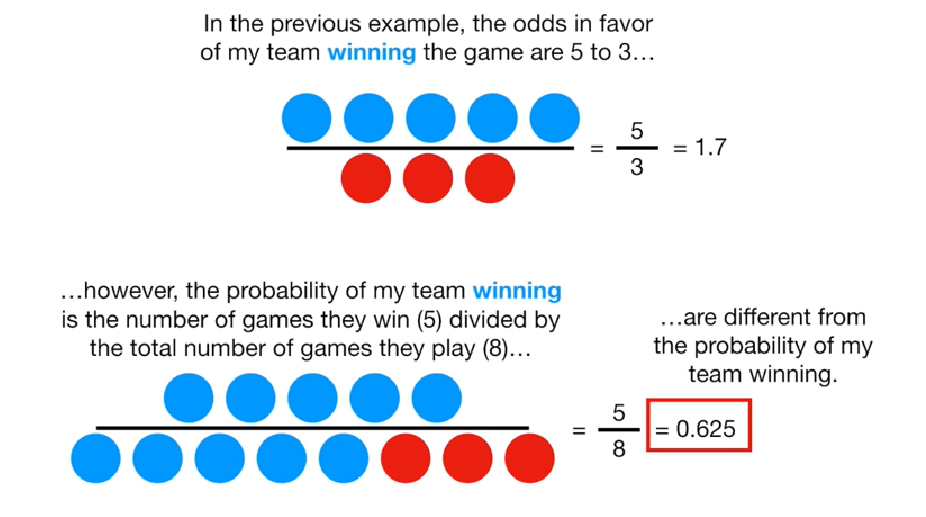 In the previous example, the odds in favor
of my team winning the game are 5 to 3…
= 5/3 = 1.7
…however, the probability of my team winning
is the number of games they win (5) divided by
the total number of games they play (8)…
…are different from
the probability of my
team winning.
= 5/8 = 0.625